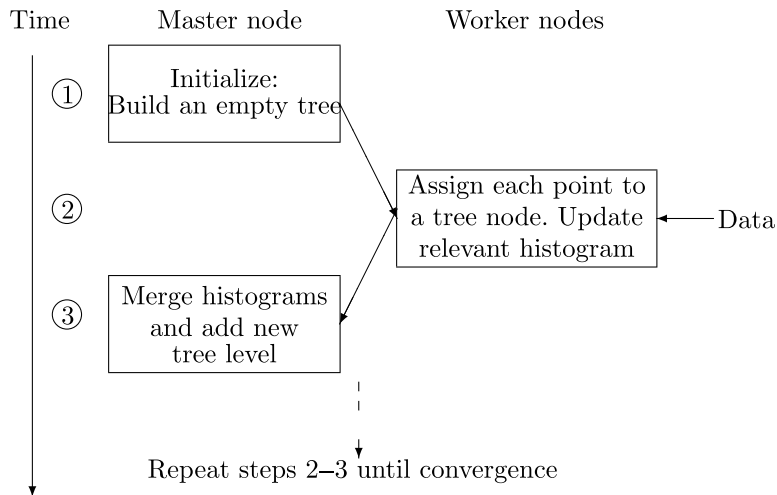 Time
Master node
Worker nodes
1
Initialize:
Build an empty tree
2
Assign each point to
a tree node. Update
relevant histogram
Data
3
Merge histograms
and add new
tree level
Repeat steps 2–3 until convergence